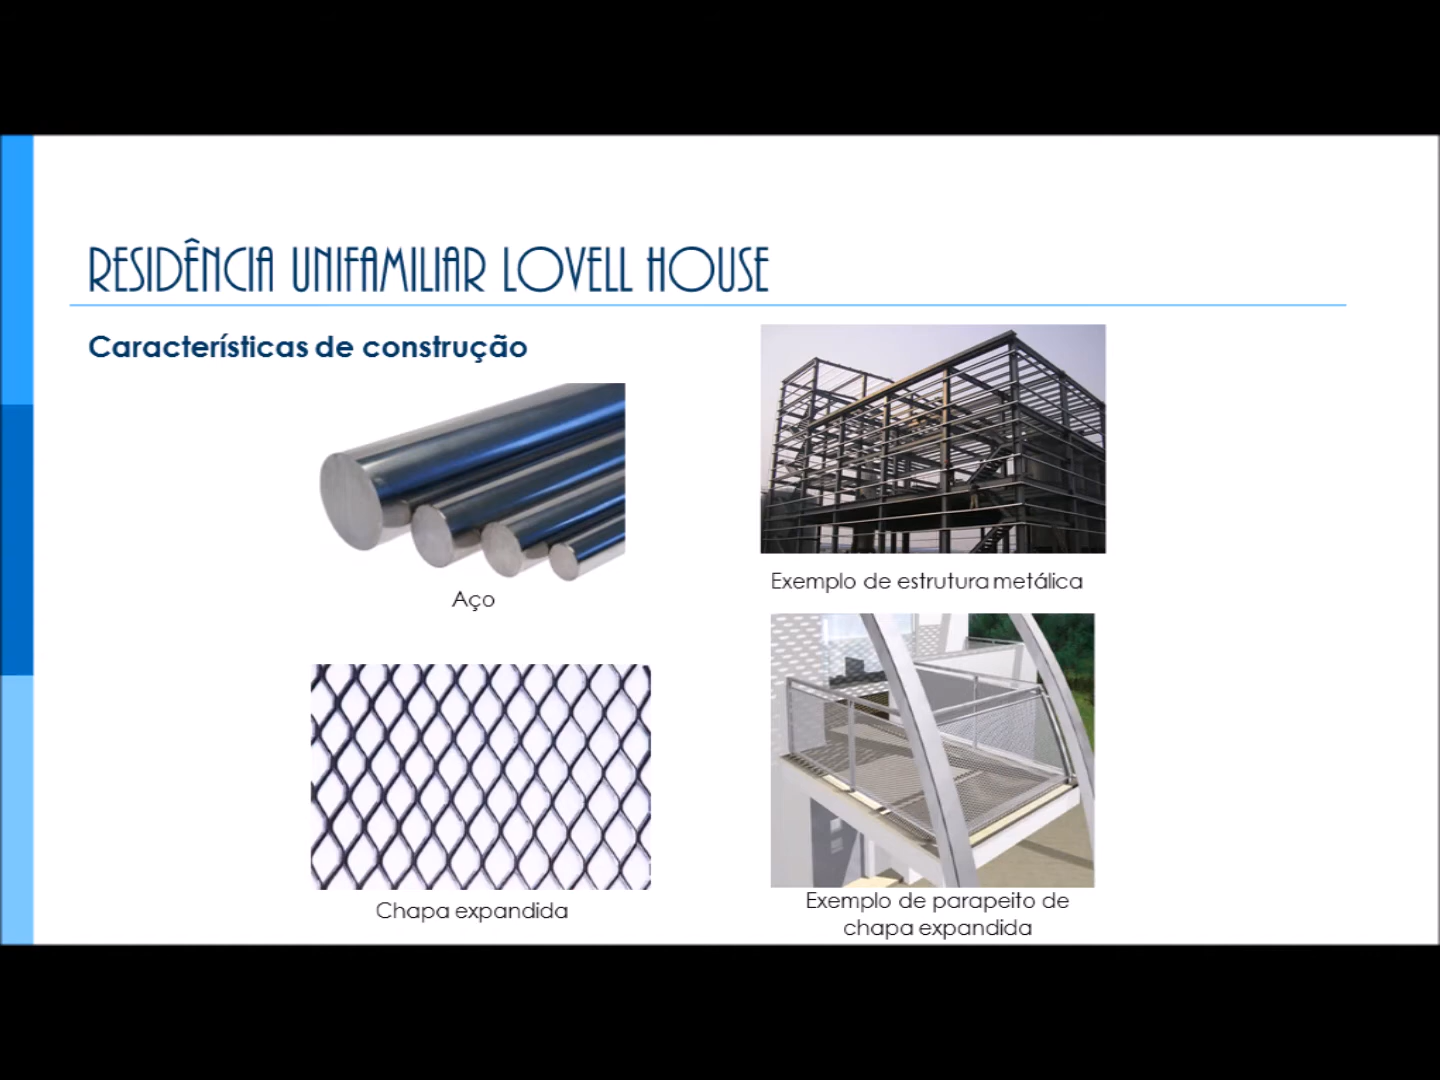 RESIDÊNCIA UNIFAMILIAR LOVELL HOUSE
Características de construção
Aço
Exemplo de estrutura metálica
Chapa expandida
Exemplo de parapeito de
chapa expandida